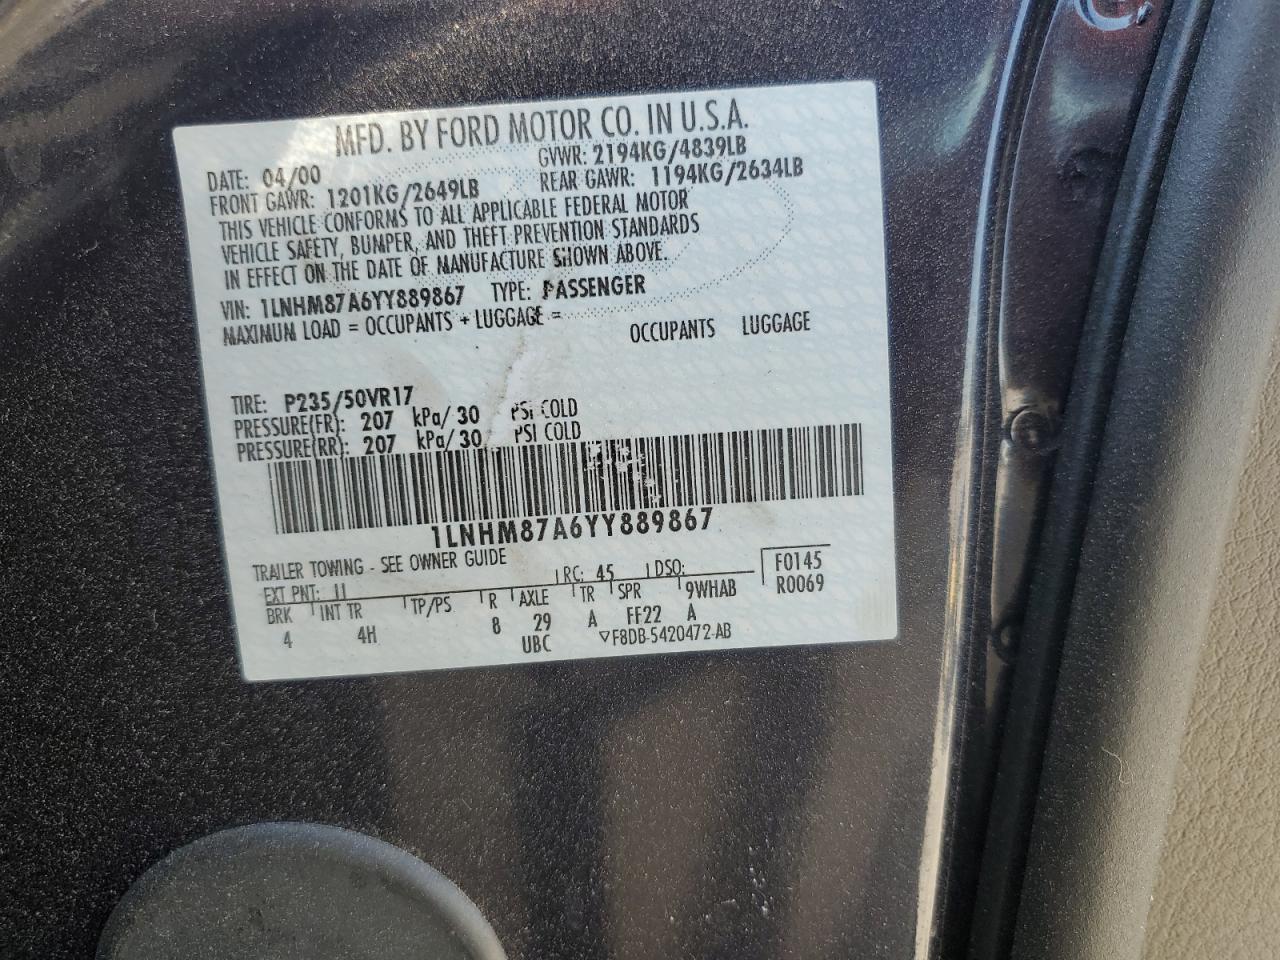 MFD. BY FORD MOTOR CO. IN U.S.A.
DATE: 04/00 GVWR: 2194KG/4839LB
FRONT GAWR: 1201KG/2649LB REAR GAWR: 1194KG/2634LB
THIS VEHICLE CONFORMS TO ALL APPLICABLE FEDERAL MOTOR
VEHICLE SAFETY, BUMPER, AND THEFT PREVENTION STANDARDS
IN EFFECT ON THE DATE OF MANUFACTURE SHOWN ABOVE.
VIN: 1LNHM87A6YY889867 TYPE: PASSENGER
MAXIMUM LOAD = OCCUPANTS + LUGGAGE = OCCUPANTS LUGGAGE
TIRE: P235/50VR17
PRESSURE(FR): 207 kPa/ 30 PSI COLD
PRESSURE(RR): 207 kPa/ 30 PSI COLD
1LNHM87A6YY889867
TRAILER TOWING - SEE OWNER GUIDE
EXT PNT: II RC: 45 DSO: F0145
BRK INT TR TP/PS R AXLE TR SPR 9WHAB R0069
4 4H 8 29 A FF22 A
UBC ▽F8DB-5420472-AB